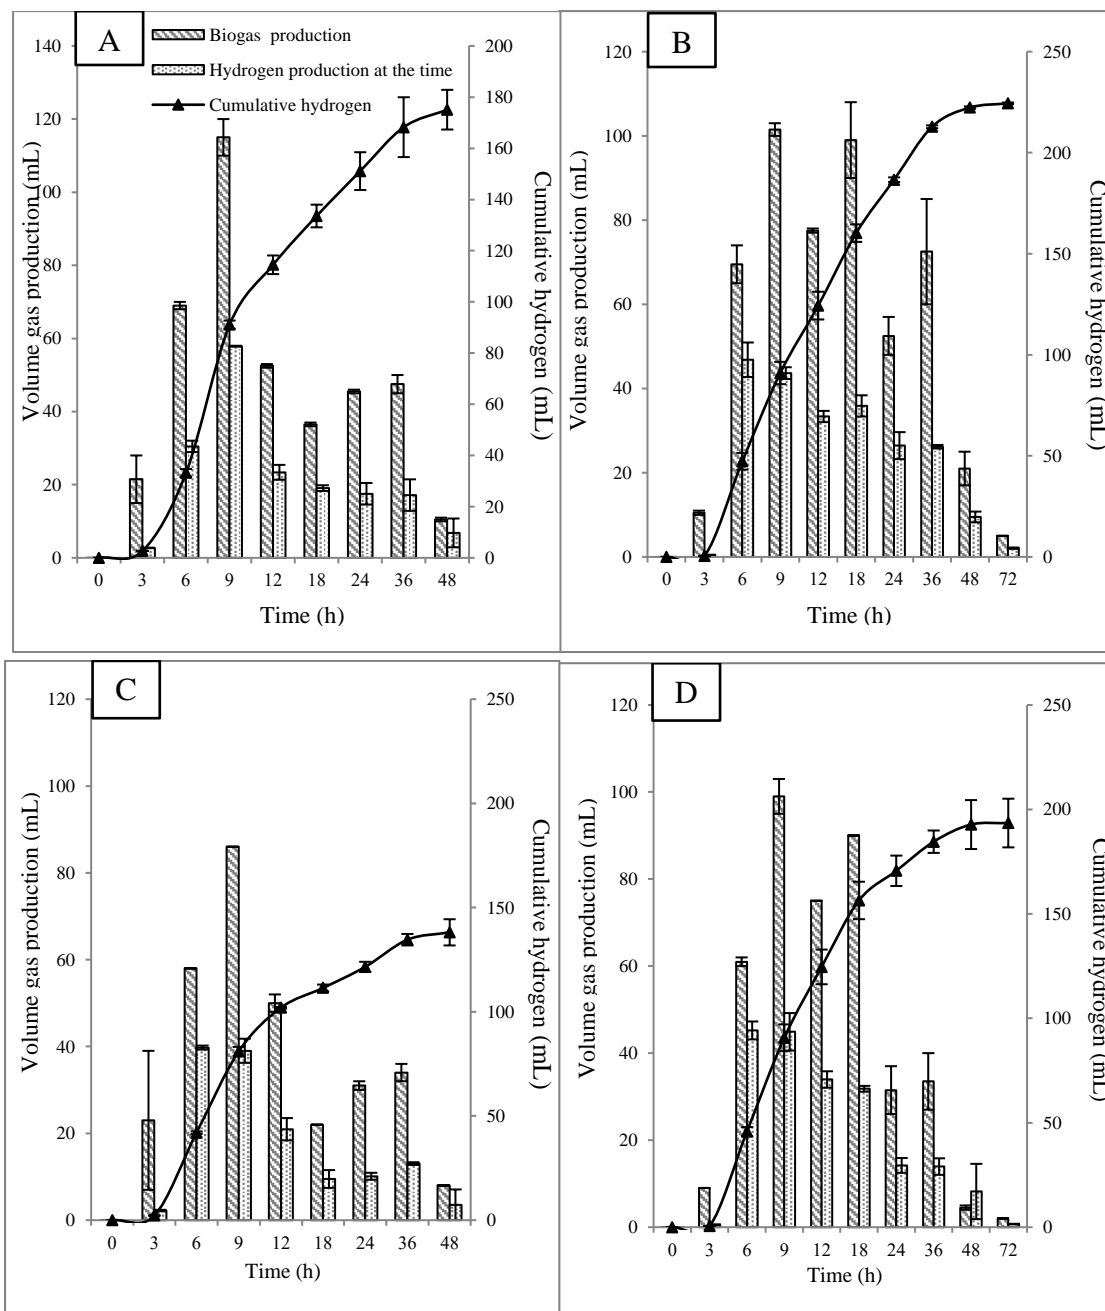 A
Biogas production
Hydrogen production at the time
Cumulative hydrogen
Volume gas production (mL)
140
120
100
80
60
40
20
0
200
180
160
140
120
100
80
60
40
20
0
Cumulative hydrogen (mL)
0 3 6 9 12 18 24 36 48
Time (h)
B
Volume gas production (mL)
120
100
80
60
40
20
0
250
200
150
100
50
0
Cumulative hydrogen (mL)
0 3 6 9 12 18 24 36 48 72
Time (h)
C
Volume gas production (mL)
120
100
80
60
40
20
0
250
200
150
100
50
0
Cumulative hydrogen (mL)
0 3 6 9 12 18 24 36 48
Time (h)
D
Volume gas production (mL)
120
100
80
60
40
20
0
250
200
150
100
50
0
Cumulative hydrogen (mL)
0 3 6 9 12 18 24 36 48 72
Time (h)